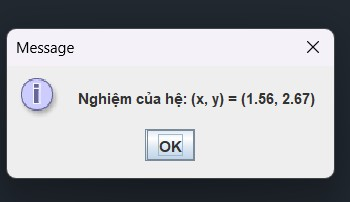 Message
Nghiệm của hệ: (x, y) = (1.56, 2.67)
OK